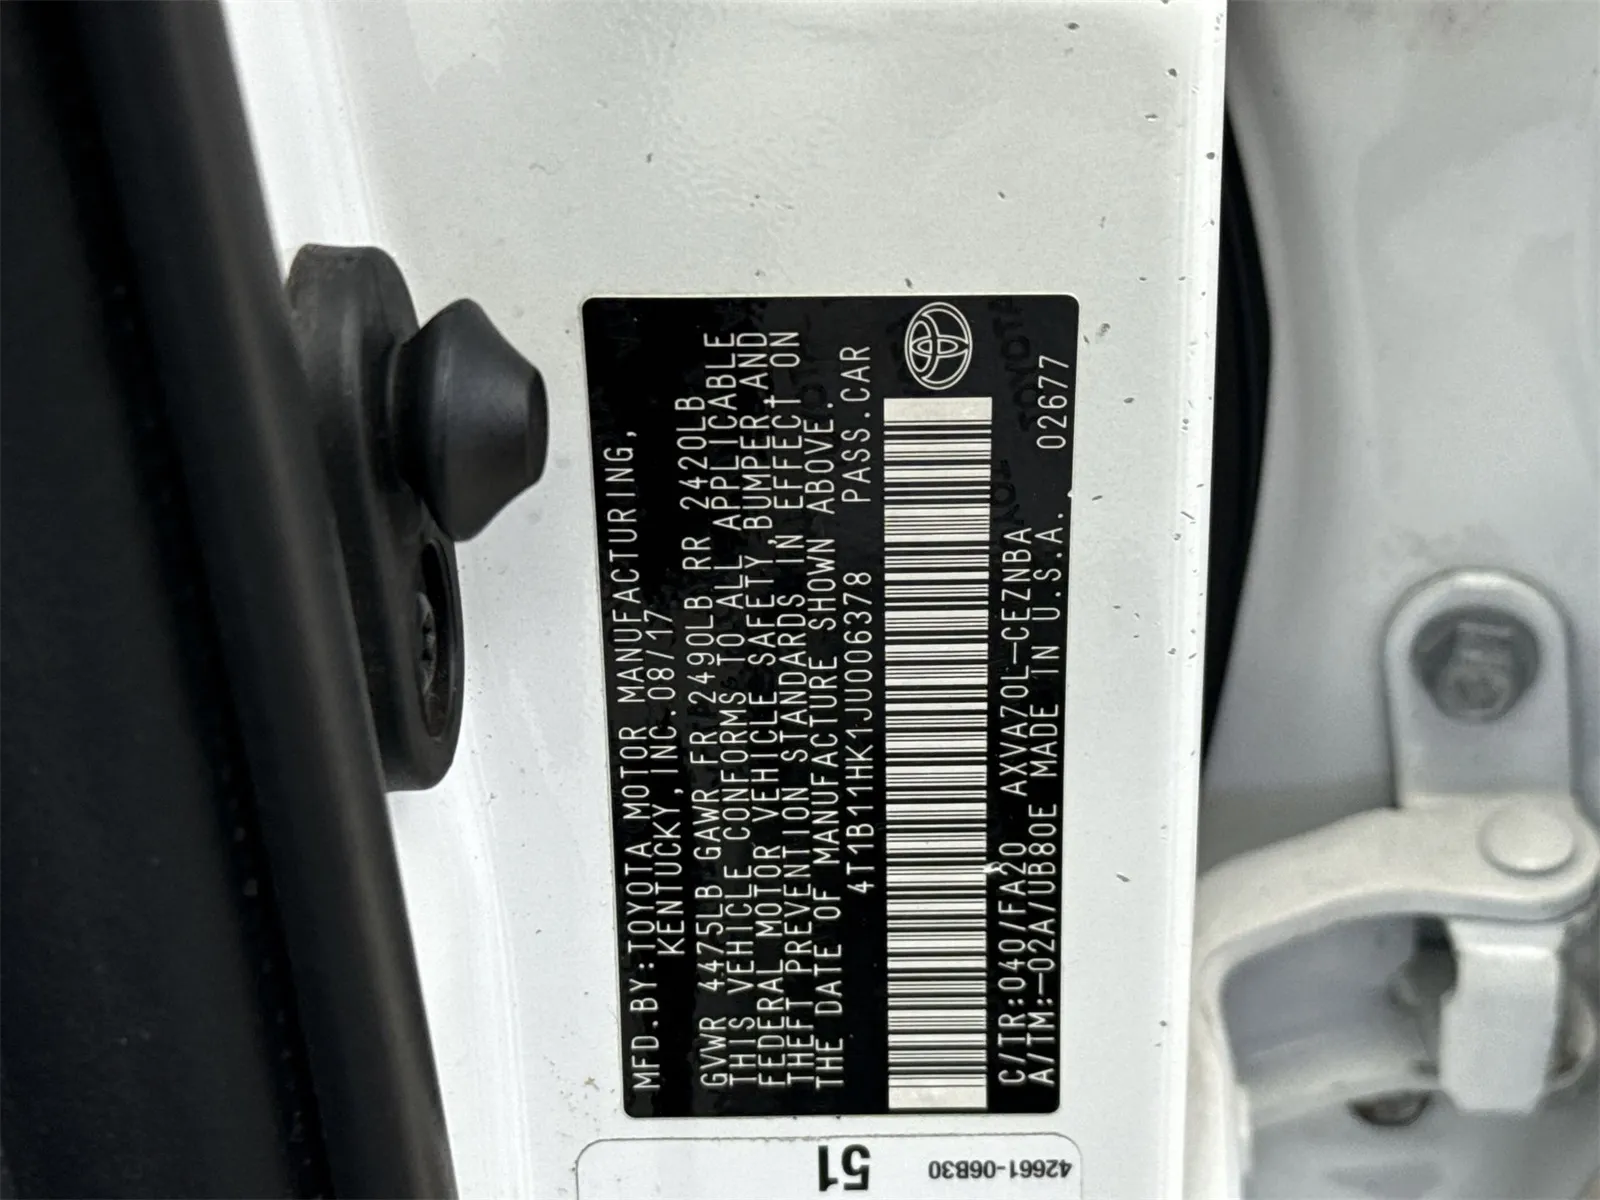 MFD.BY:TOYOTA MOTOR MANUFACTURING,
KENTUCKY, INC. 08/17
GVWR 4475LB GAWR FR 2490LB RR 2420LB
THIS VEHICLE CONFORMS TO ALL APPLICABLE
FEDERAL MOTOR VEHICLE SAFETY, BUMPER, AND
THEFT PREVENTION STANDARDS IN EFFECT ON
THE DATE OF MANUFACTURE SHOWN ABOVE.
4T1B11HK1JU006378 PASS.CAR
C/TR:040/FA20 AXVA70L-CEZNBA
A/TM:-02A/UB80E MADE IN U.S.A. 02677
51
42661-06B30